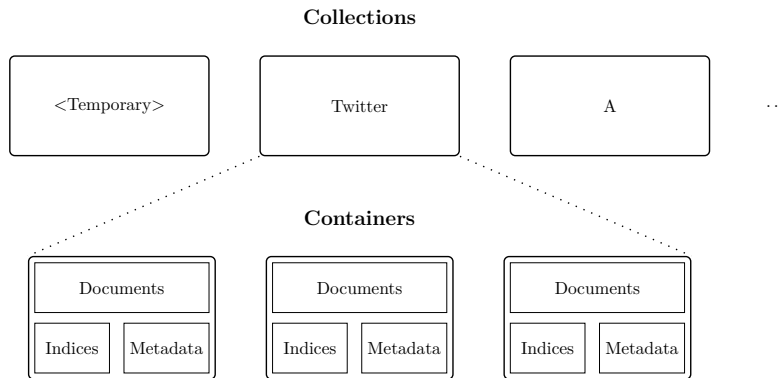 Collections
<Temporary> Twitter A ..
Containers
Documents Documents Documents
Indices Metadata Indices Metadata Indices Metadata